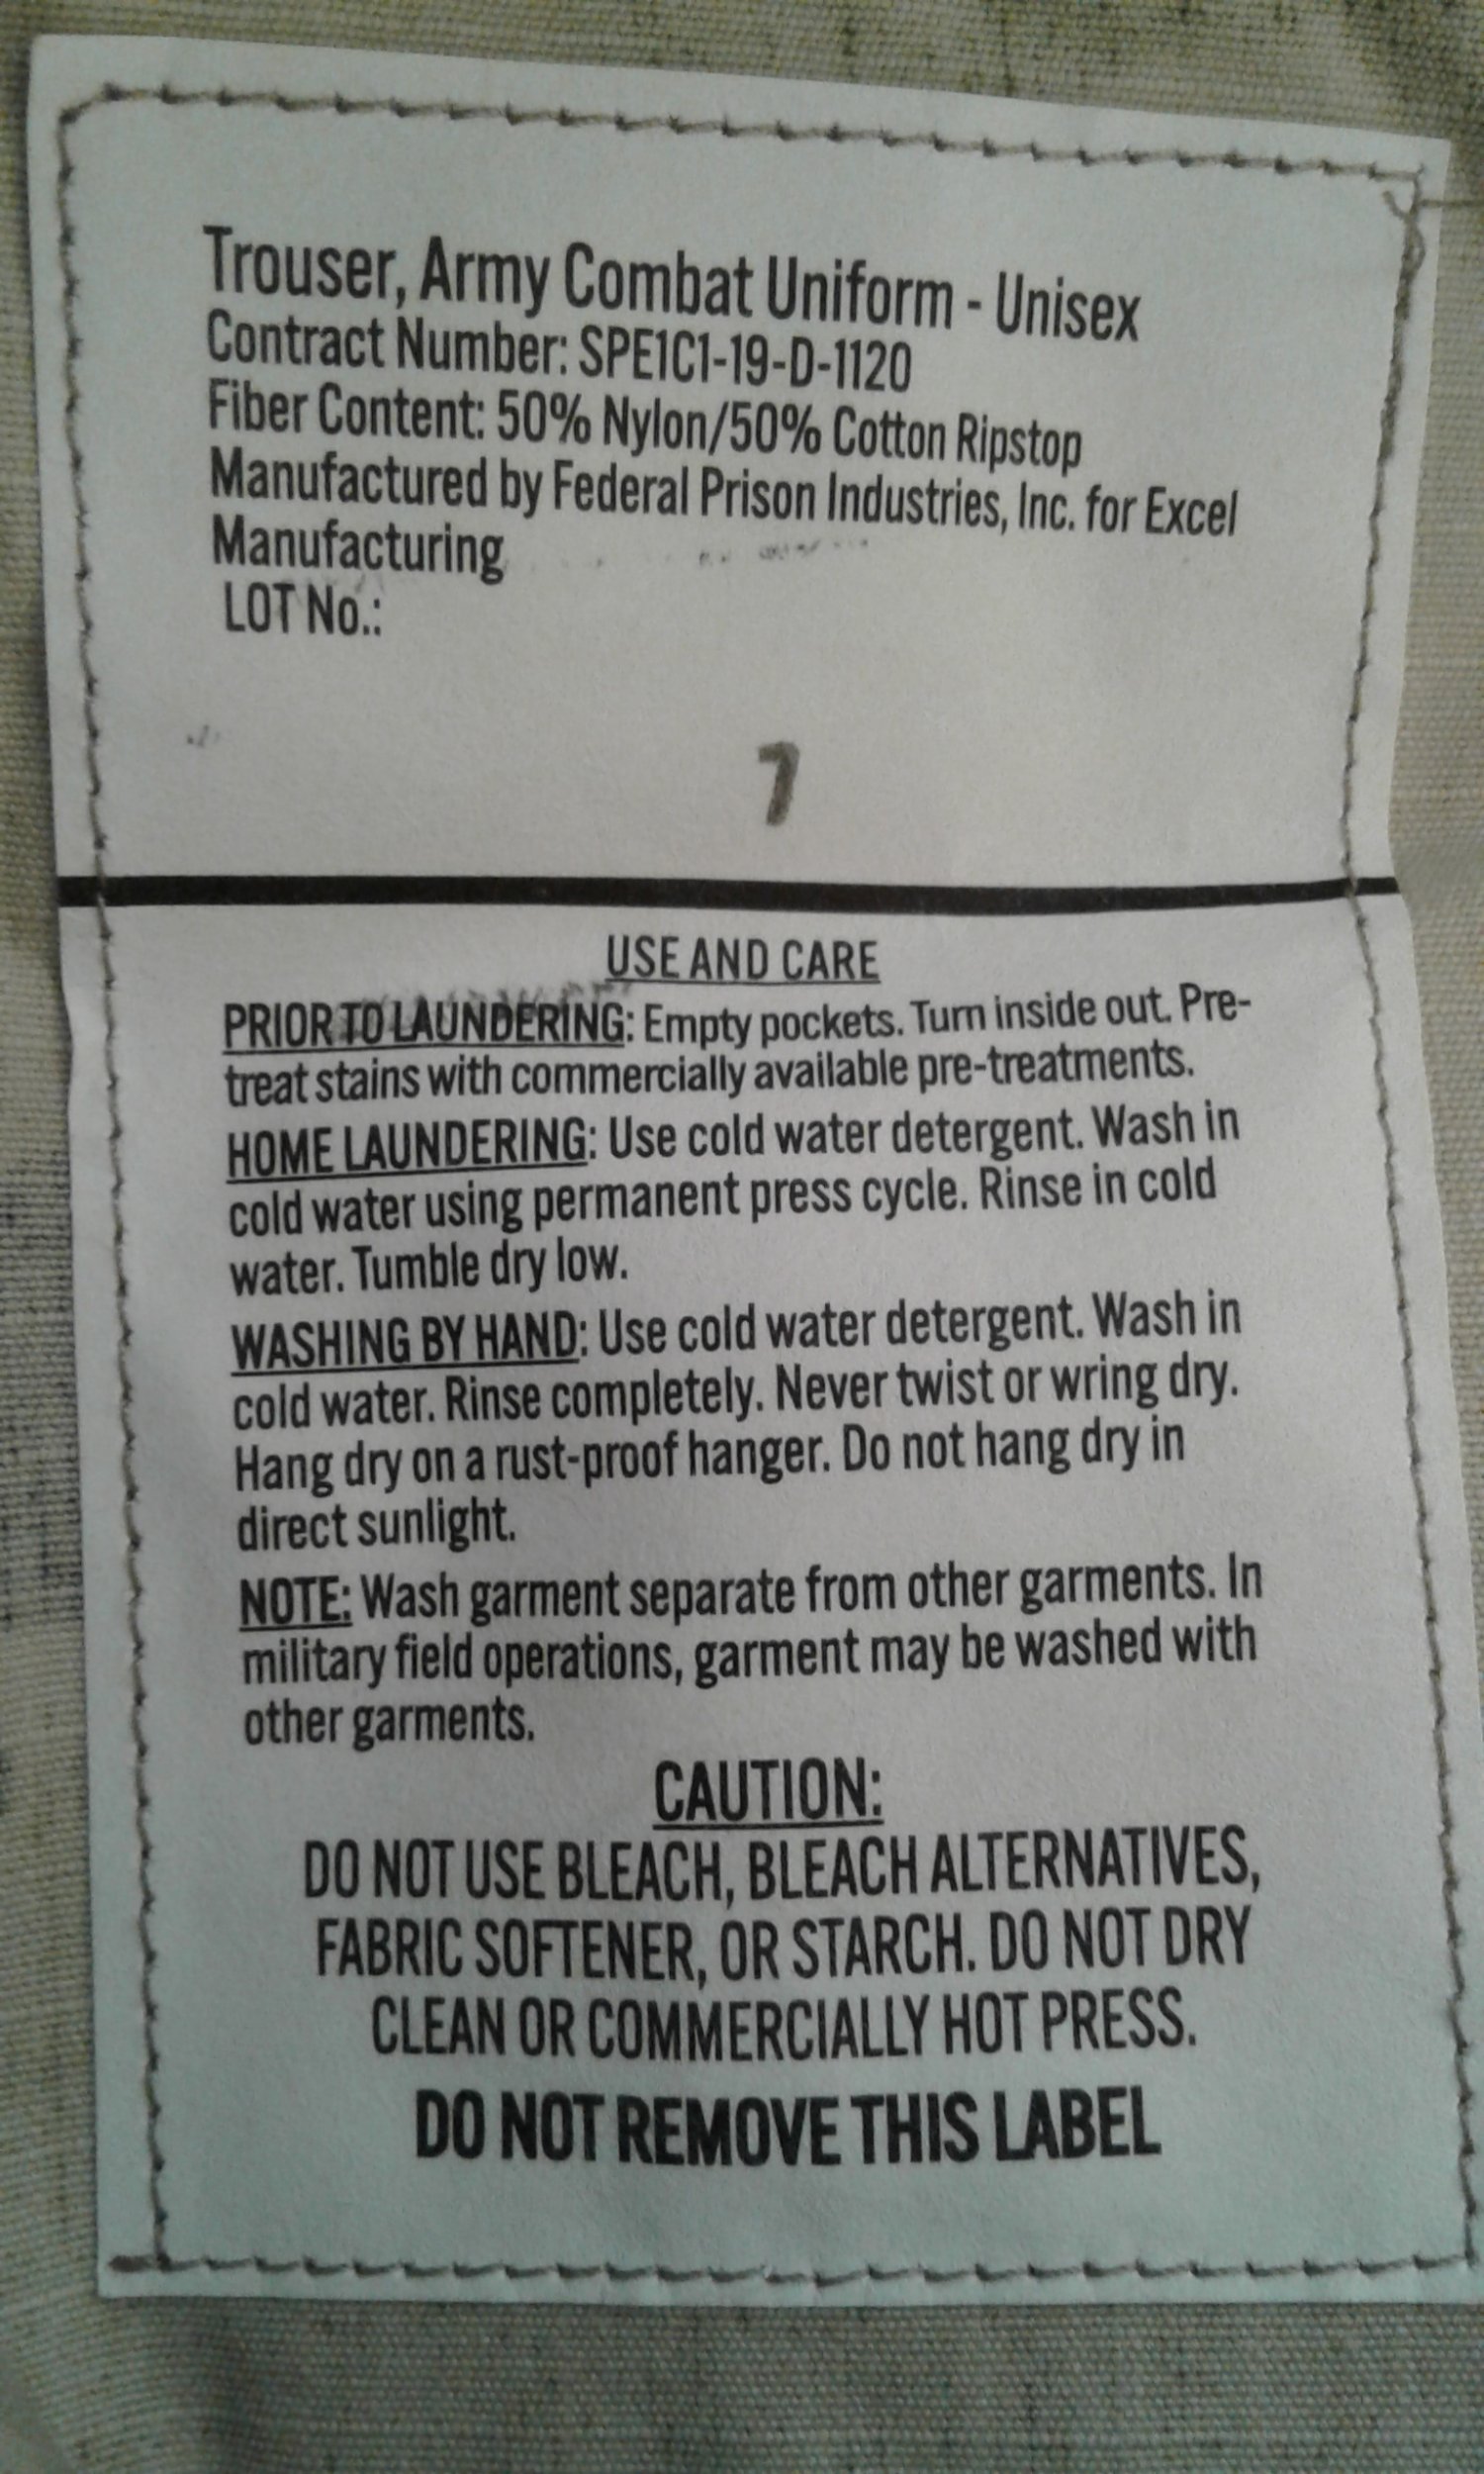 Trouser, Army Combat Uniform - Unisex
Contract Number: SPE1C1-19-D-1120
Fiber Content: 50% Nylon/50% Cotton Ripstop
Manufactured by Federal Prison Industries, Inc. for Excel
Manufacturing
LOT No.:
7
USE AND CARE
PRIOR TO LAUNDERING: Empty pockets. Turn inside out. Pre-
treat stains with commercially available pre-treatments.
HOME LAUNDERING: Use cold water detergent. Wash in
cold water using permanent press cycle. Rinse in cold
water. Tumble dry low.
WASHING BY HAND: Use cold water detergent. Wash in
cold water. Rinse completely. Never twist or wring dry.
Hang dry on a rust-proof hanger. Do not hang dry in
direct sunlight.
NOTE: Wash garment separate from other garments. In
military field operations, garment may be washed with
other garments.
CAUTION:
DO NOT USE BLEACH, BLEACH ALTERNATIVES,
FABRIC SOFTENER, OR STARCH. DO NOT DRY
CLEAN OR COMMERCIALLY HOT PRESS.
DO NOT REMOVE THIS LABEL